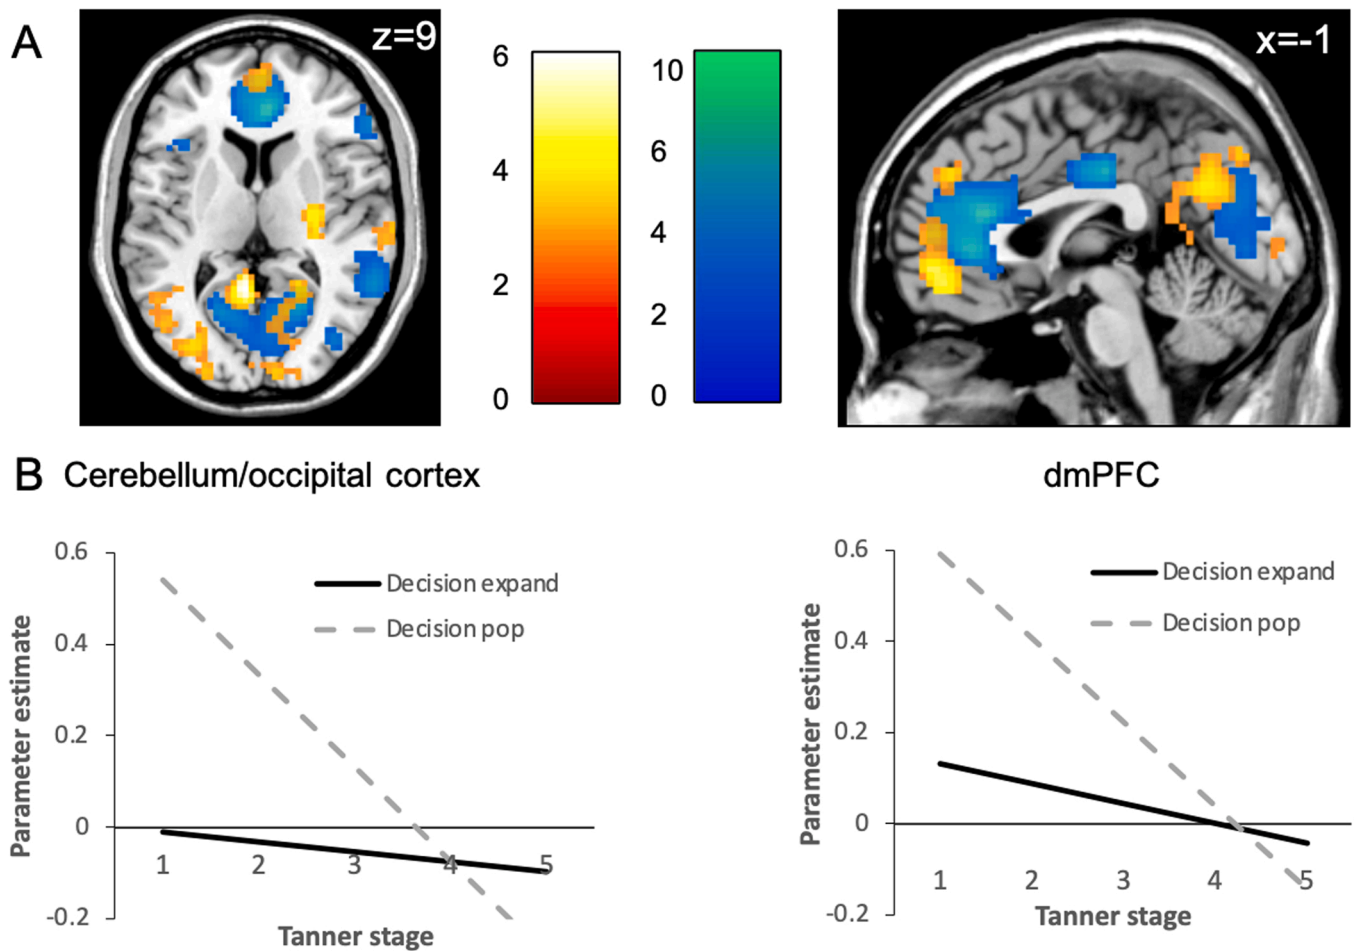 A
z=9
6
4
2
0
10
6
4
2
0
x=-1
B Cerebellum/occipital cortex
dmPFC
0.6
0.4
0.2
0
-0.2
Parameter estimate
Decision expand
Decision pop
1 2 3 4 5
Tanner stage
0.6
0.4
0.2
0
-0.2
Parameter estimate
Decision expand
Decision pop
1 2 3 4 5
Tanner stage